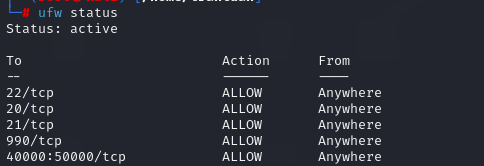 └─# ufw status
Status: active
To                         Action      From
--                         ------      ----
22/tcp                     ALLOW       Anywhere
20/tcp                     ALLOW       Anywhere
21/tcp                     ALLOW       Anywhere
990/tcp                    ALLOW       Anywhere
40000:50000/tcp            ALLOW       Anywhere